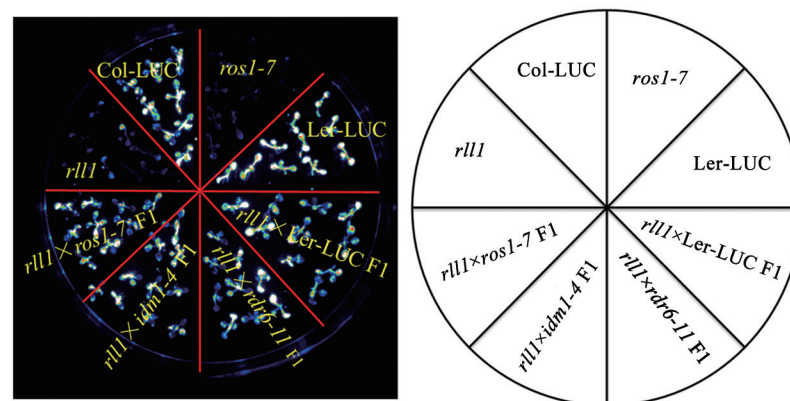 Col-LUC
ros1-7
Ler-LUC
rll1
rll1×ros1-7 F1
rll1×Ler-LUC F1
rll1×idm1-4 F1
rll1×rdr6-11 F1
Col-LUC
ros1-7
rll1
Ler-LUC
rll1×ros1-7 F1
rll1×Ler-LUC F1
rll1×idm1-4 F1
rll1×rdr6-11 F1